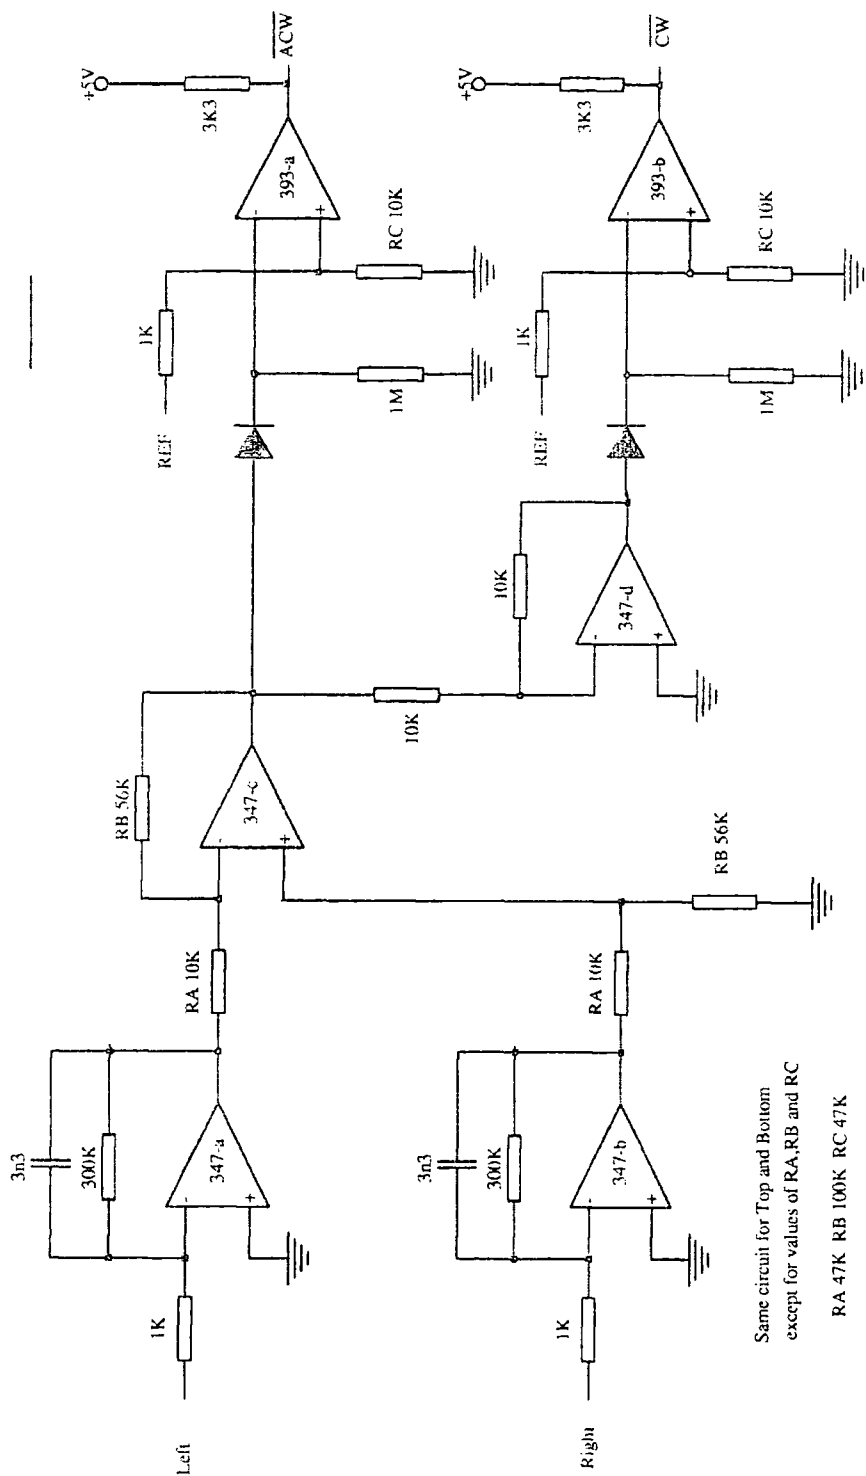 Left
1K
3n3
300K
-
347-a
+
RA 10K
RB 56K
-
347-c
+
REF
1K
1M
-
393-a
+
RC 10K
+5V
3K3
ACW
Right
1K
3n3
300K
-
347-b
+
RA 10K
RB 56K
10K
10K
-
347-d
+
REF
1K
1M
-
393-b
+
RC 10K
+5V
3K3
CW
Same circuit for Top and Bottom
except for values of RA,RB and RC
RA 47K RB 100K RC 47K